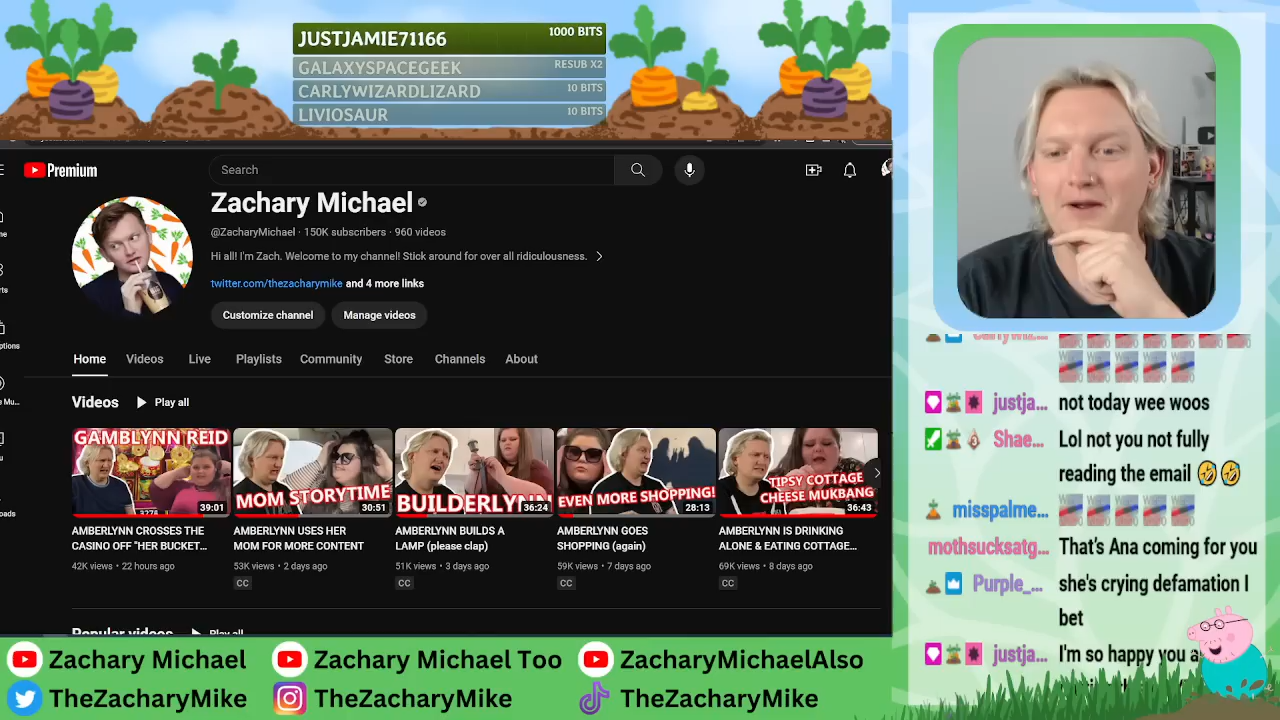 JUSTJAMIE71166
1000 BITS
GALAXYSPACEGEEK
RESUB X2
CARLYWIZARDLIZARD
10 BITS
LIVIOSAUR
10 BITS
Premium
Search
Zachary Michael
@ZacharyMichael · 150K subscribers · 960 videos
Hi all! I'm Zach. Welcome to my channel! Stick around for over all ridiculousness.
twitter.com/thezacharymike and 4 more links
Customize channel
Manage videos
Home
Videos
Live
Playlists
Community
Store
Channels
About
Videos
Play all
GAMBLYNN REID
39:01
AMBERLYNN CROSSES THE
CASINO OFF "HER BUCKET...
42K views · 22 hours ago
MOM STORYTIME
30:51
AMBERLYNN USES HER
MOM FOR MORE CONTENT
53K views · 2 days ago
CC
BUILDERLYNN
36:24
AMBERLYNN BUILDS A
LAMP (please clap)
51K views · 3 days ago
CC
EVEN MORE SHOPPING!
28:13
AMBERLYNN GOES
SHOPPING (again)
59K views · 7 days ago
CC
TIPSY COTTAGE
CHEESE MUKBANG
36:43
AMBERLYNN IS DRINKING
ALONE & EATING COTTAGE...
69K views · 8 days ago
CC
Popular videos
Play all
justja... not today wee woos
Shae... Lol not you not fully
reading the email 🤣🤣
misspalme...
mothsucksatg... That's Ana coming for you
Purple_... she's crying defamation I
bet
justja... I'm so happy you
Zachary Michael
Zachary Michael Too
ZacharyMichaelAlso
TheZacharyMike
TheZacharyMike
TheZacharyMike